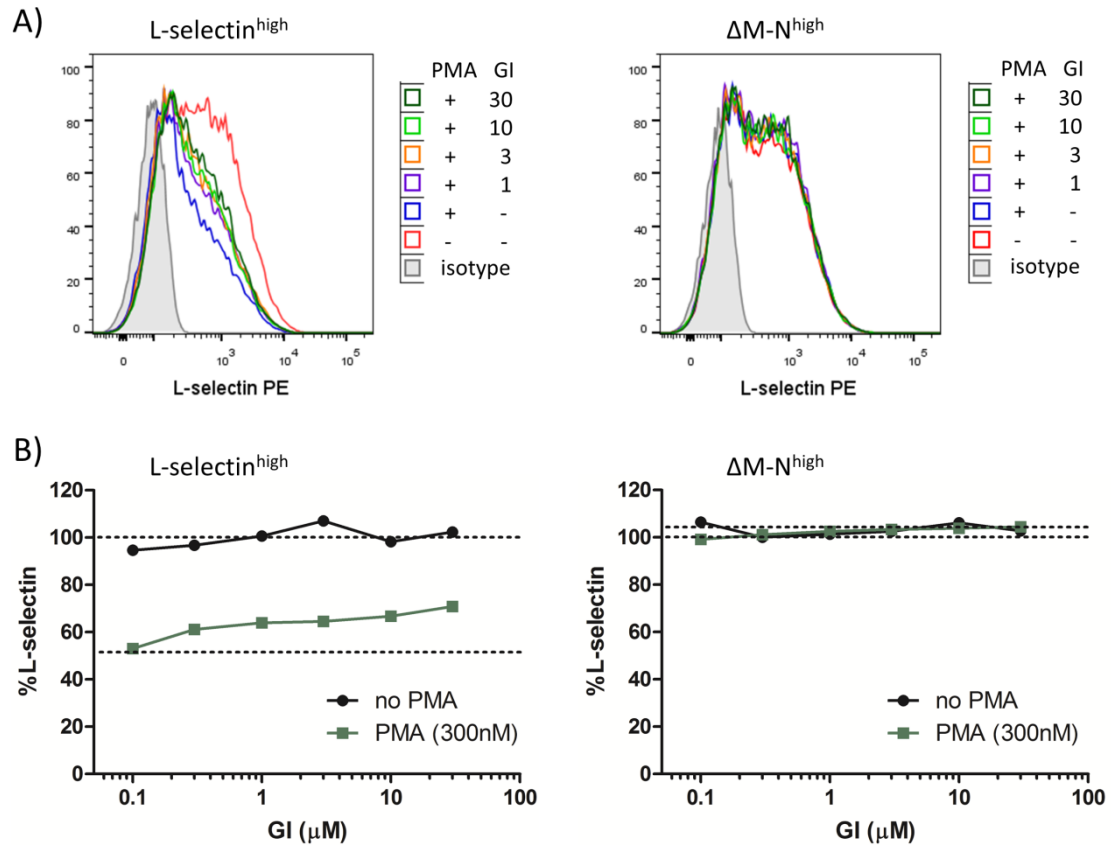 A)
L-selectinhigh
ΔM-Nhigh
100
80
60
40
20
0
0 10³ 10⁴ 10⁵
L-selectin PE
PMA GI
+ 30
+ 10
+ 3
+ 1
+ -
- -
isotype
100
80
60
40
20
0
0 10³ 10⁴ 10⁵
L-selectin PE
PMA GI
+ 30
+ 10
+ 3
+ 1
+ -
- -
isotype
B)
L-selectinhigh
ΔM-Nhigh
%L-selectin
120
100
80
60
40
20
0
no PMA
PMA (300nM)
0.1 1 10 100
GI (μM)
%L-selectin
120
100
80
60
40
20
0
no PMA
PMA (300nM)
0.1 1 10 100
GI (μM)